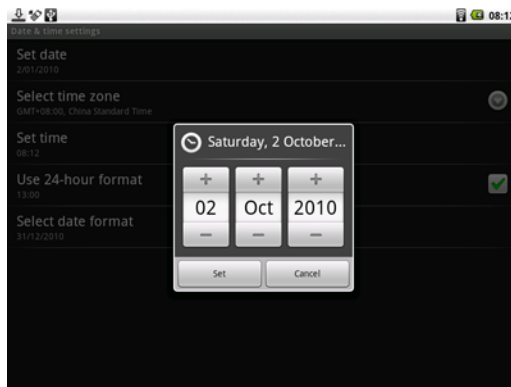 08:12
Date & time settings
Set date
2/01/2010
Select time zone
GMT+08:00, China Standard Time
Set time
08:12
Use 24-hour format
13:00
Select date format
31/12/2010
Saturday, 2 October...
+ + +
02 Oct 2010
- - -
Set Cancel